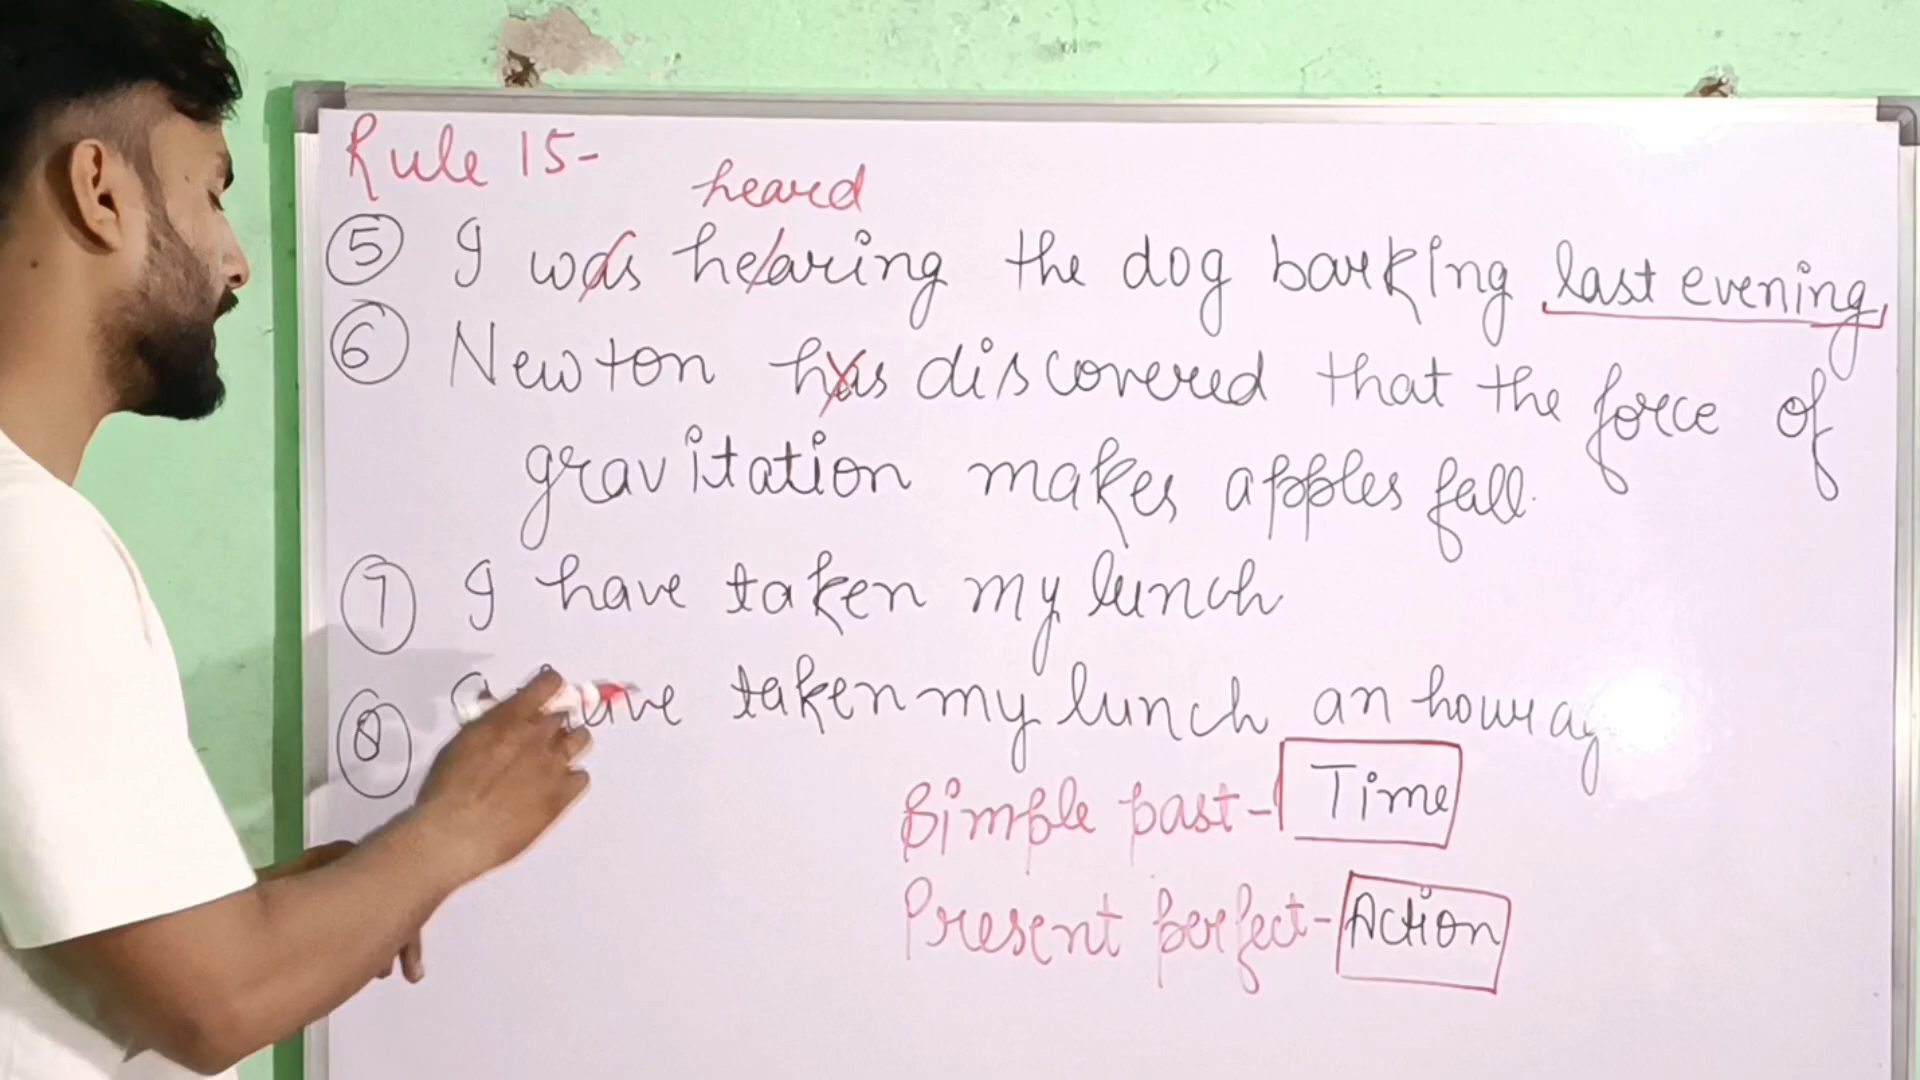 Rule 15-
heard
5 I was hearing the dog barking last evening
6 Newton has discovered that the force of
gravitation makes apples fall.
7 I have taken my lunch
8 taken my lunch an hour
Simple past- Time
Present perfect- Action